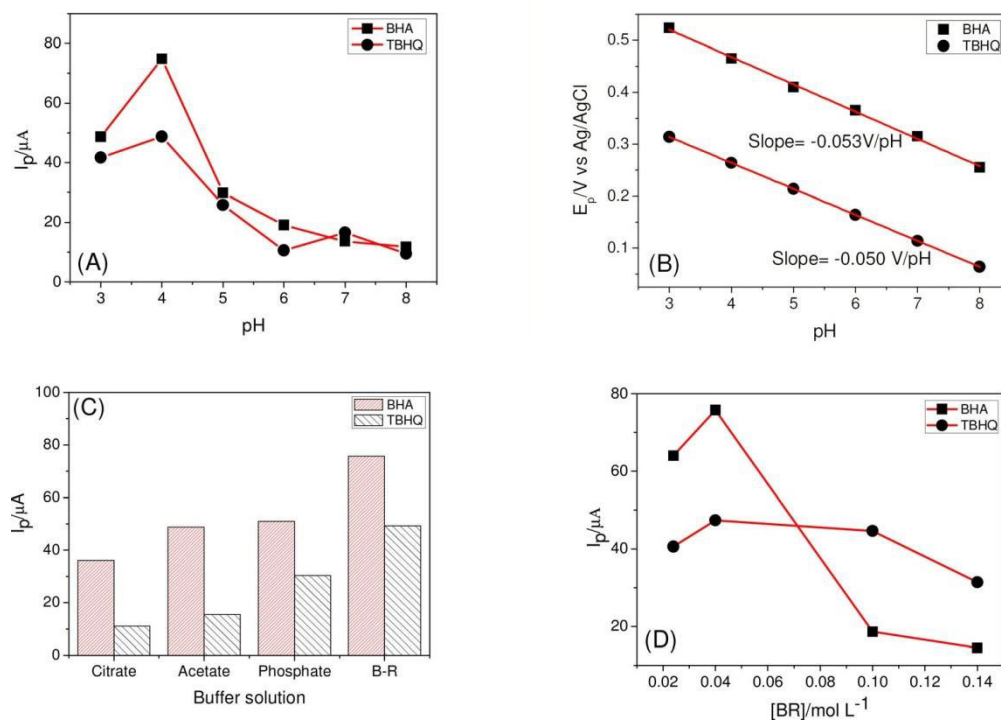 BHA
TBHQ
80
60
40
20
0
I p/µA
(A)
3 4 5 6 7 8
pH
BHA
TBHQ
0.5
0.4
0.3
0.2
0.1
Ep/V vs Ag/AgCl
Slope= -0.053V/pH
Slope= -0.050 V/pH
(B)
3 4 5 6 7 8
pH
(C)
BHA
TBHQ
100
80
60
40
20
0
Ip/µA
Citrate Acetate Phosphate B-R
Buffer solution
BHA
TBHQ
80
60
40
20
Ip/µA
(D)
0.02 0.04 0.06 0.08 0.10 0.12 0.14
[BR]/mol L-1